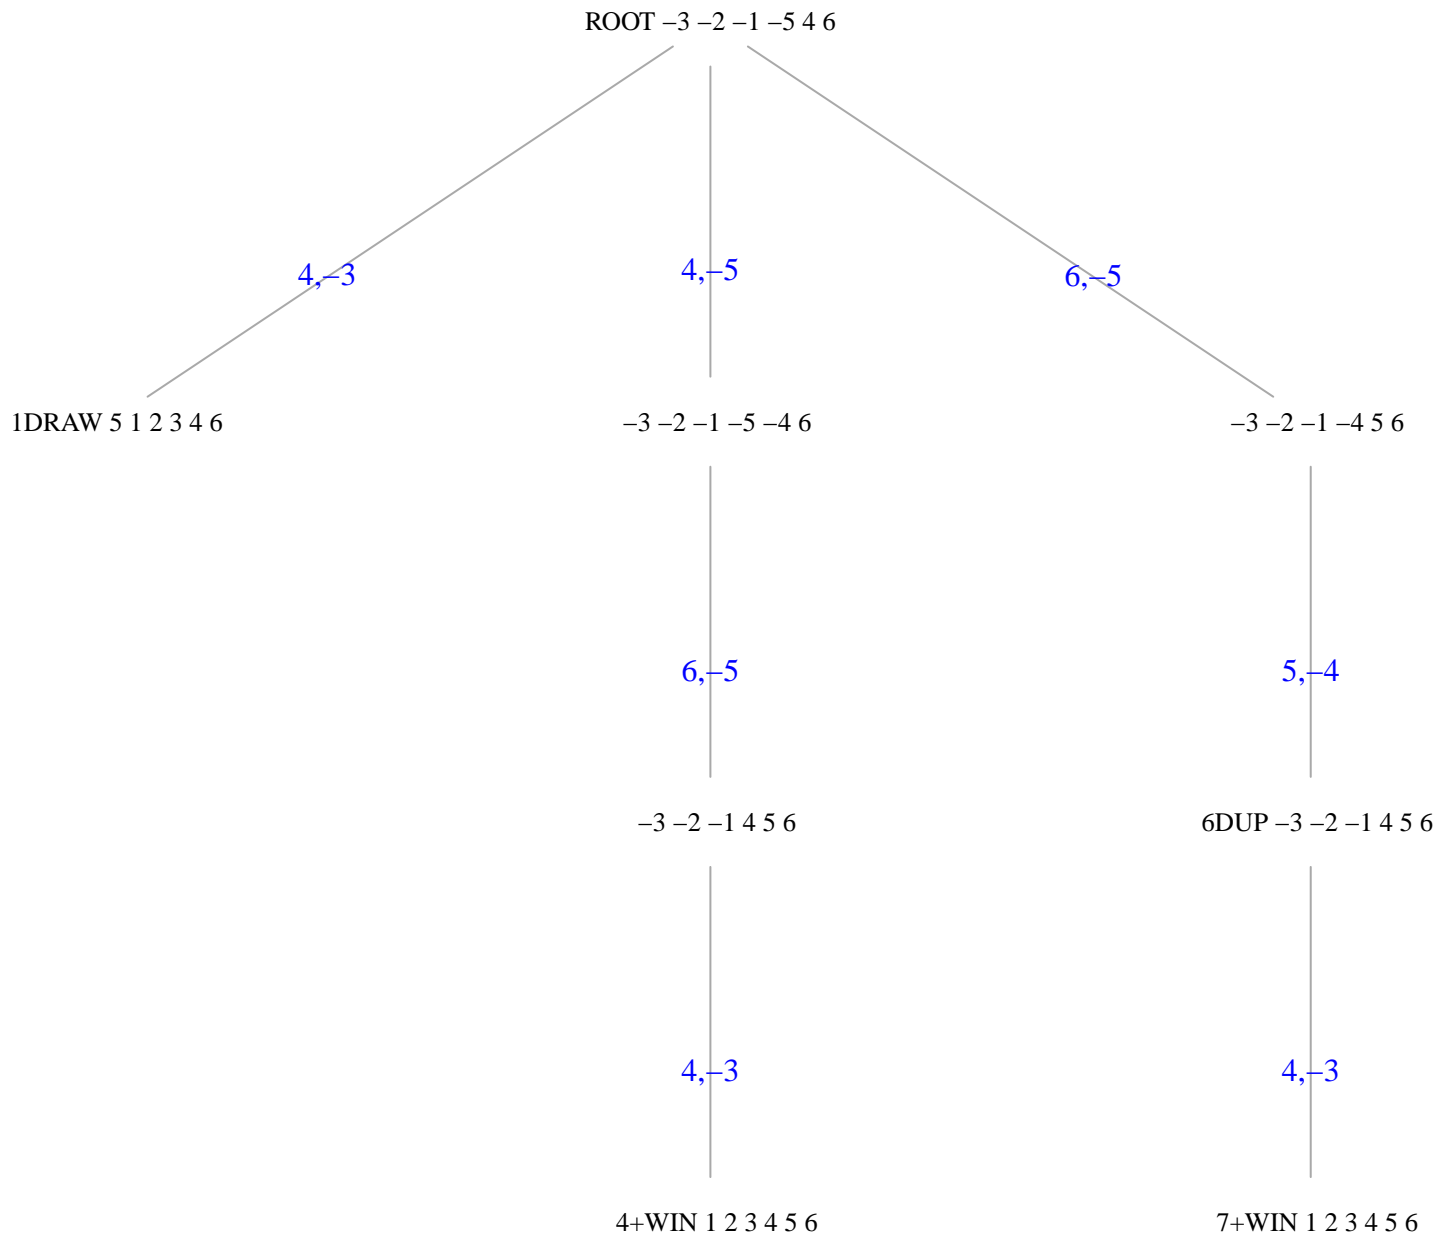 ROOT –3 –2 –1 –5 4 6
4,–3
4,–5
6,–5
1DRAW 5 1 2 3 4 6
–3 –2 –1 –5 –4 6
–3 –2 –1 –4 5 6
6,–5
5,–4
–3 –2 –1 4 5 6
6DUP –3 –2 –1 4 5 6
4,–3
4,–3
4+WIN 1 2 3 4 5 6
7+WIN 1 2 3 4 5 6